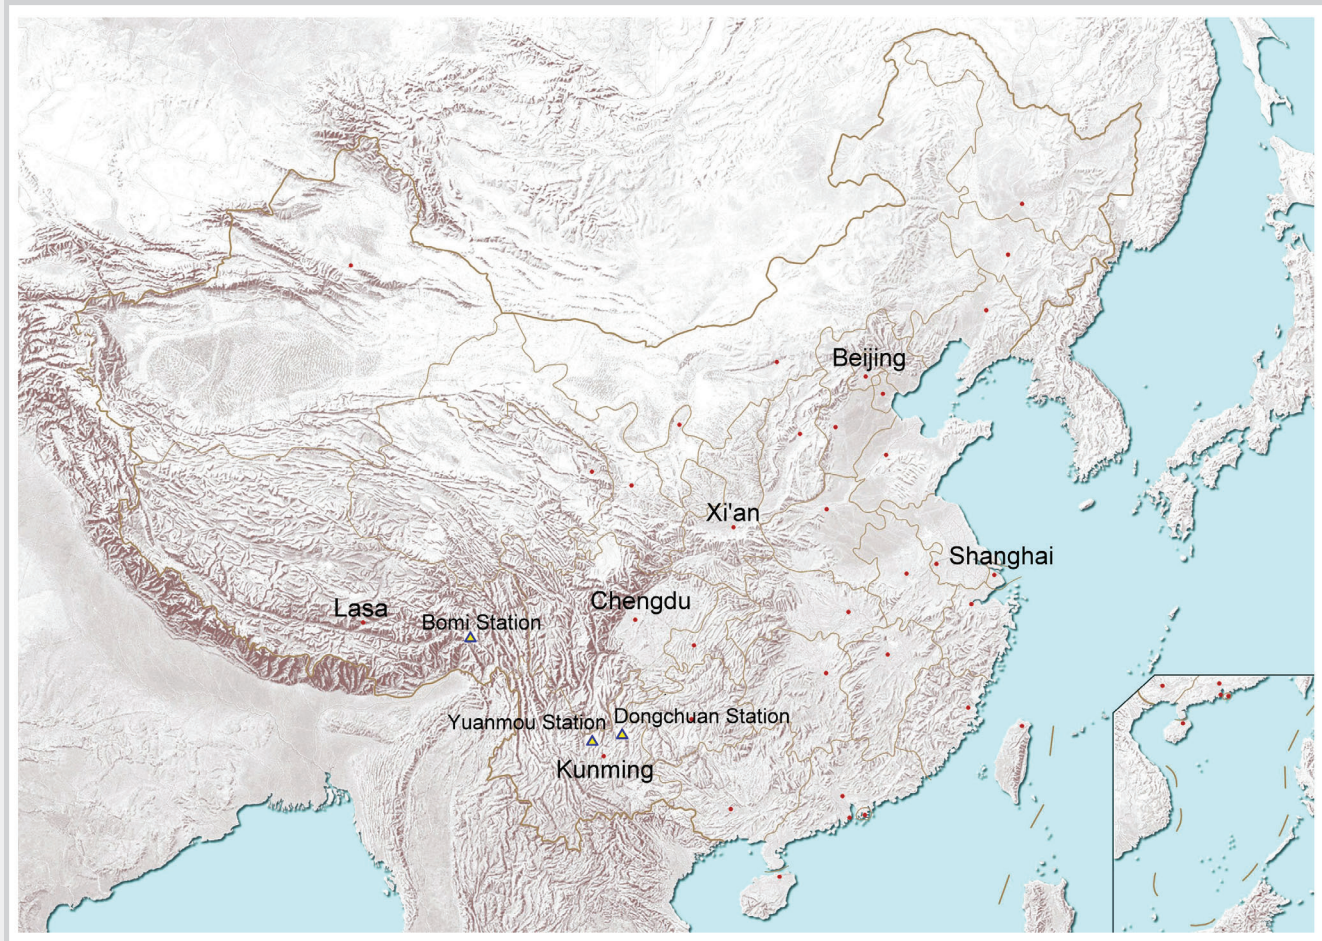 Beijing
Xi'an
Shanghai
Chengdu
Lasa
Bomi Station
Yuanmou Station
Dongchuan Station
Kunming